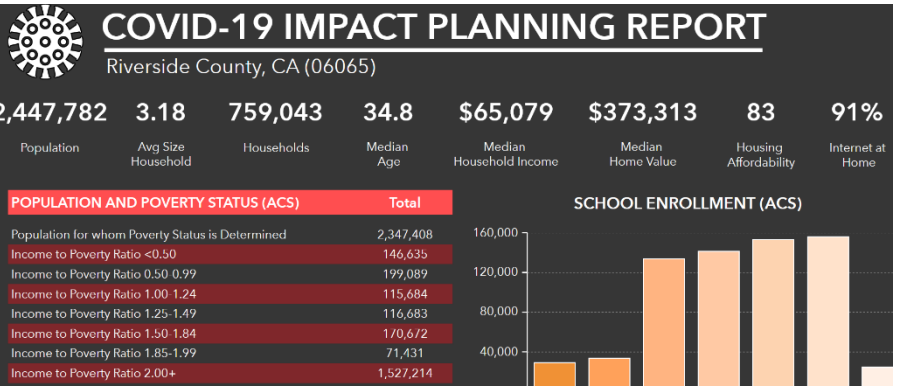 COVID-19 IMPACT PLANNING REPORT
Riverside County, CA (06065)
2,447,782 3.18 759,043 34.8 $65,079 $373,313 83 91%
Population Avg Size Household Households Median Age Median Household Income Median Home Value Housing Affordability Internet at Home
POPULATION AND POVERTY STATUS (ACS) Total
Population for whom Poverty Status is Determined 2,347,408
Income to Poverty Ratio <0.50 146,635
Income to Poverty Ratio 0.50-0.99 199,089
Income to Poverty Ratio 1.00-1.24 115,684
Income to Poverty Ratio 1.25-1.49 116,683
Income to Poverty Ratio 1.50-1.84 170,672
Income to Poverty Ratio 1.85-1.99 71,431
Income to Poverty Ratio 2.00+ 1,527,214
SCHOOL ENROLLMENT (ACS)
160,000
120,000
80,000
40,000